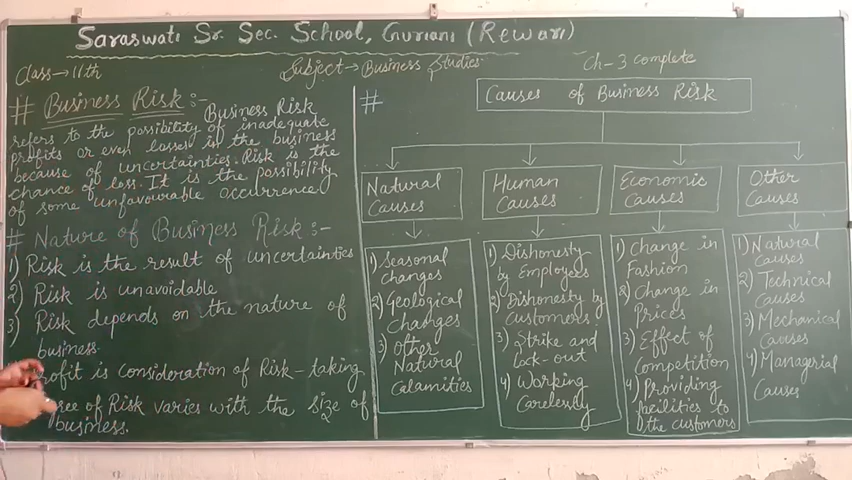 Saraswati Sr. Sec. School, Guriani (Rewari)
Class→11th
Subject→Business Studies
Ch-3 complete
# Business Risk:-
Business Risk
refers to the possibility of inadequate
profits or even losses in the business
because of uncertainties. Risk is the
chance of loss. It is the possibility
of some unfavourable occurrence
# Nature of Business Risk:-
1) Risk is the result of uncertainties
2) Risk is unavoidable
3) Risk depends on the nature of
business.
ofit is consideration of Risk-taking
ree of Risk varies with the size of
business.
#
Causes of Business Risk
Natural
Causes
1) Seasonal
changes
2) Geological
Changes
3) Other
Natural
Calamities
Human
Causes
1) Dishonesty
by Employees
2) Dishonesty by
customers.
3) Strike and
Lock-out
4) Working
Carelessly
Economic
Causes
1) Change in
Fashion
2) Change in
Prices
3) Effect of
Competition
4) Providing
facilities to
the customers
Other
Causes
1) Natural
Causes
2) Technical
Causes
3) Mechanical
Causes
4) Managerial
Causes